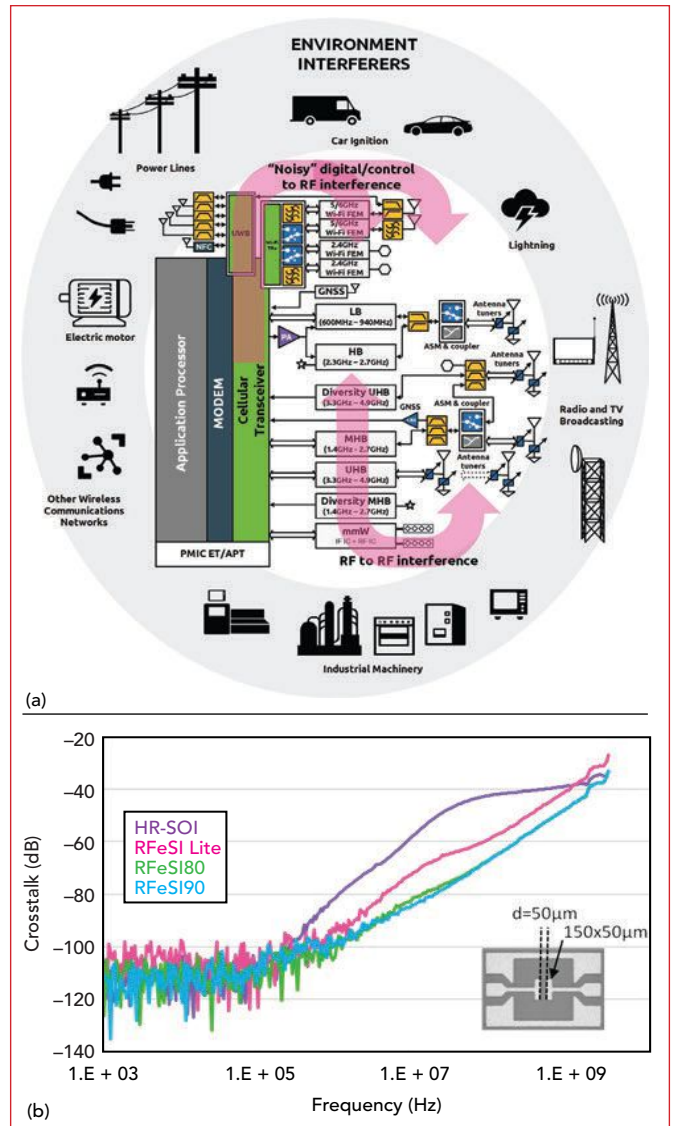 ENVIRONMENT
INTERFERERS
Car Ignition
Power Lines
"Noisy" digital/control
to RF interference
Lightning
UWB
NFC
5/6GHz
Wi-Fi FEM
5/6GHz
Wi-Fi FEM
2.4GHz
Wi-Fi FEM
2.4GHz
Wi-Fi FEM
GNSS
Electric motor
Application Processor
MODEM
Cellular
Transceiver
PA
LB
(600MHz – 940MHz)
HB
(2.3GHz – 2.7GHz)
ASM & coupler
Antenna
tuners
Diversity UHB
(3.3GHz – 4.9GHz)
Antenna
tuners
GNSS
ASM & coupler
MHB
(1.4GHz - 2.7GHz)
Antenna
tuners
UHB
(3.3GHz – 4.9GHz)
Diversity MHB
(1.4GHz – 2.7GHz)
mmW
IF IC + RF IC
Radio and TV
Broadcasting
Other Wireless
Communications
Networks
PMIC ET/APT
RF to RF interference
Industrial Machinery
(a)
–20
–40
–60
–80
–100
–120
–140
Crosstalk (dB)
HR-SOI
RFeSI Lite
RFeSI80
RFeSI90
d=50µm
150x50µm
1.E + 03
1.E + 05
1.E + 07
1.E + 09
Frequency (Hz)
(b)